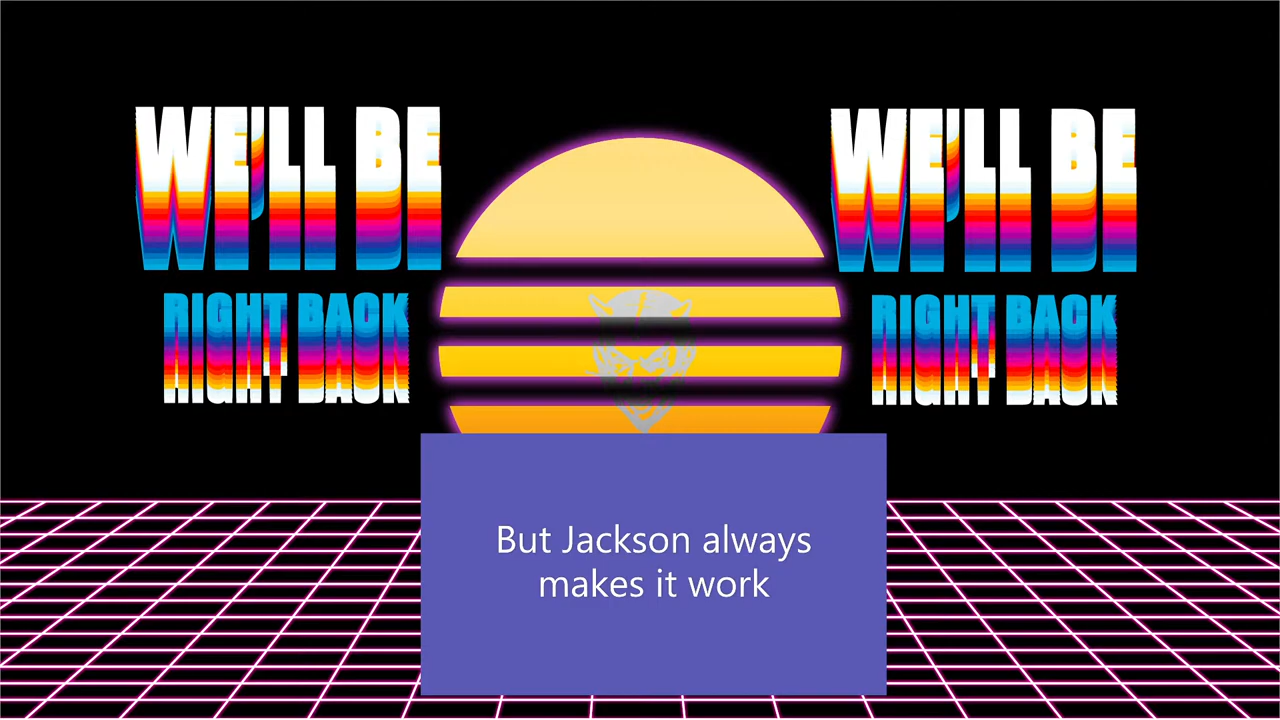 WE'LL BE
RIGHT BACK
WE'LL BE
RIGHT BACK
But Jackson always
makes it work